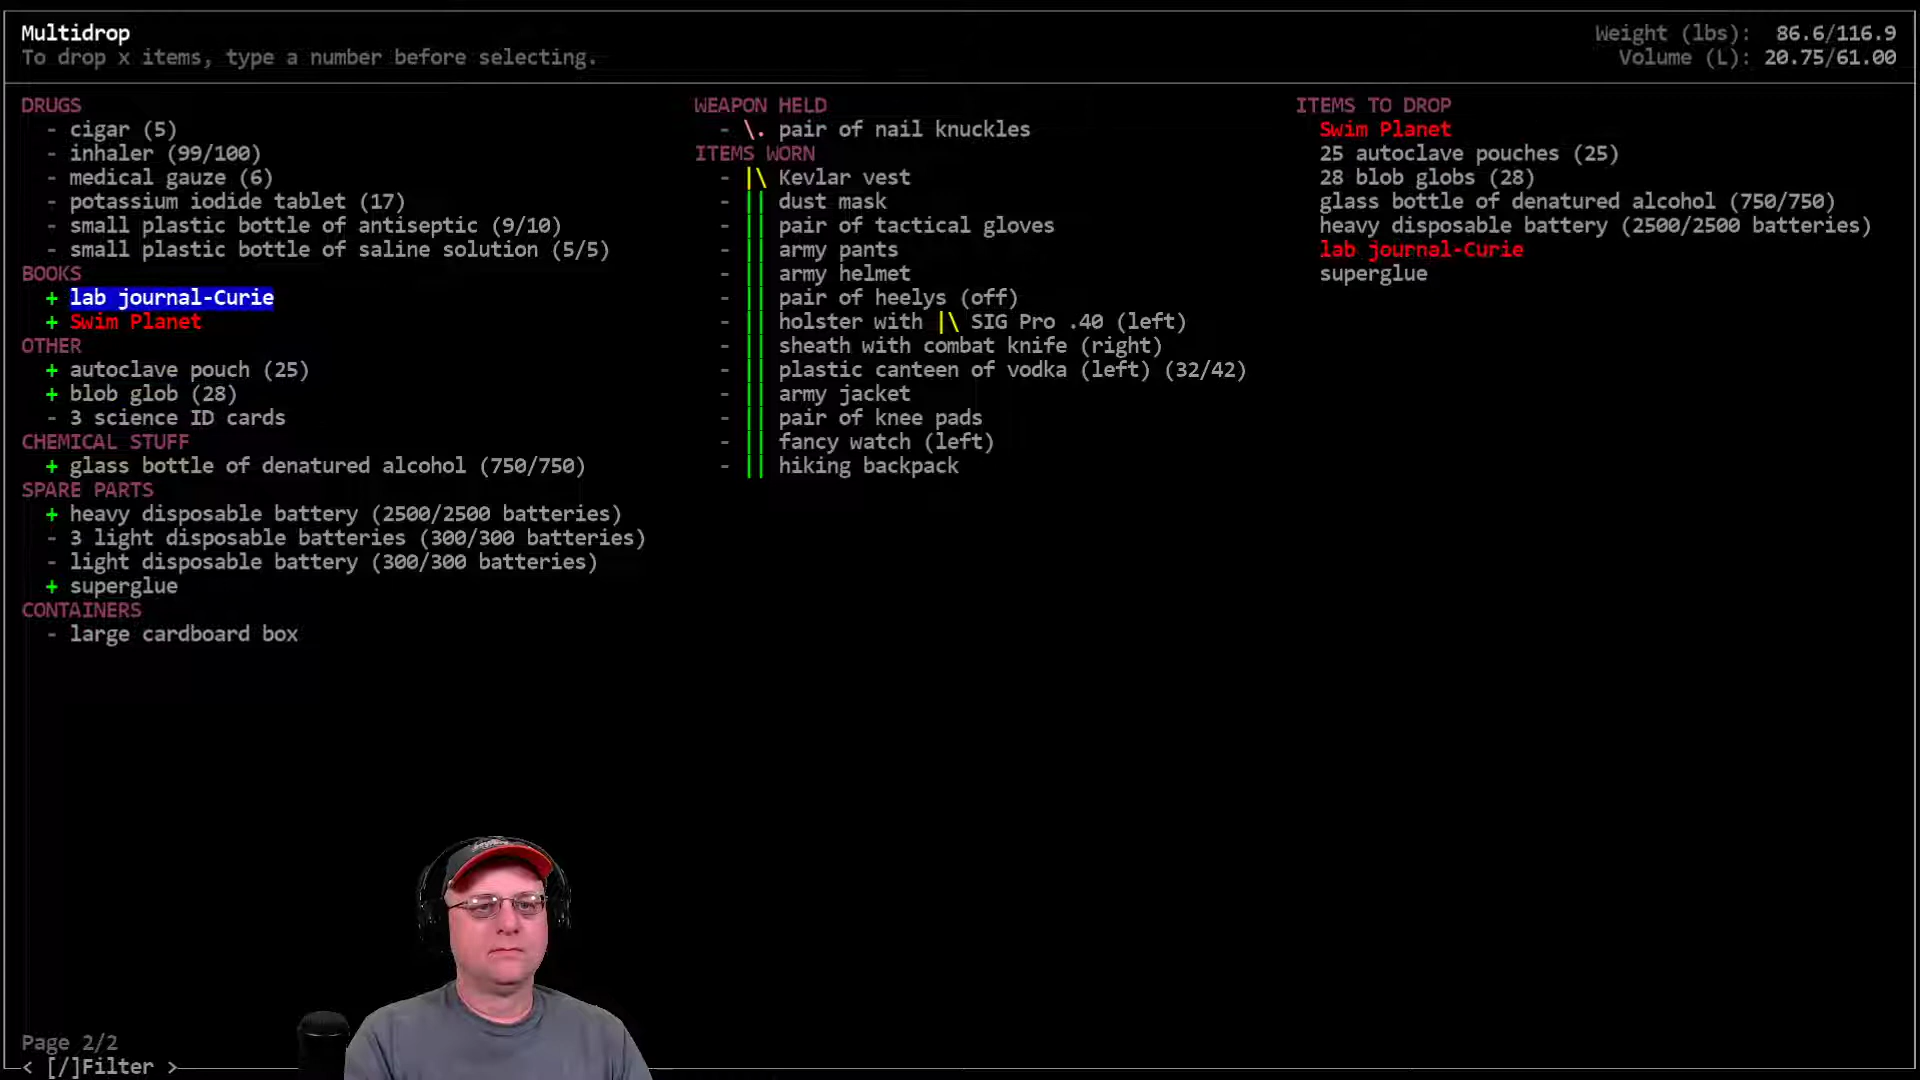 Multidrop
To drop x items, type a number before selecting.
Weight (lbs): 86.6/116.9
Volume (L): 20.75/61.00
DRUGS
- cigar (5)
- inhaler (99/100)
- medical gauze (6)
- potassium iodide tablet (17)
- small plastic bottle of antiseptic (9/10)
- small plastic bottle of saline solution (5/5)
BOOKS
+ lab journal-Curie
+ Swim Planet
OTHER
+ autoclave pouch (25)
+ blob glob (28)
- 3 science ID cards
CHEMICAL STUFF
+ glass bottle of denatured alcohol (750/750)
SPARE PARTS
+ heavy disposable battery (2500/2500 batteries)
- 3 light disposable batteries (300/300 batteries)
- light disposable battery (300/300 batteries)
+ superglue
CONTAINERS
- large cardboard box
WEAPON HELD
- \. pair of nail knuckles
ITEMS WORN
- |\ Kevlar vest
- || dust mask
- || pair of tactical gloves
- || army pants
- || army helmet
- || pair of heelys (off)
- || holster with |\ SIG Pro .40 (left)
- || sheath with combat knife (right)
- || plastic canteen of vodka (left) (32/42)
- || army jacket
- || pair of knee pads
- || fancy watch (left)
- || hiking backpack
ITEMS TO DROP
Swim Planet
25 autoclave pouches (25)
28 blob globs (28)
glass bottle of denatured alcohol (750/750)
heavy disposable battery (2500/2500 batteries)
lab journal-Curie
superglue
Page 2/2
< [/]Filter >